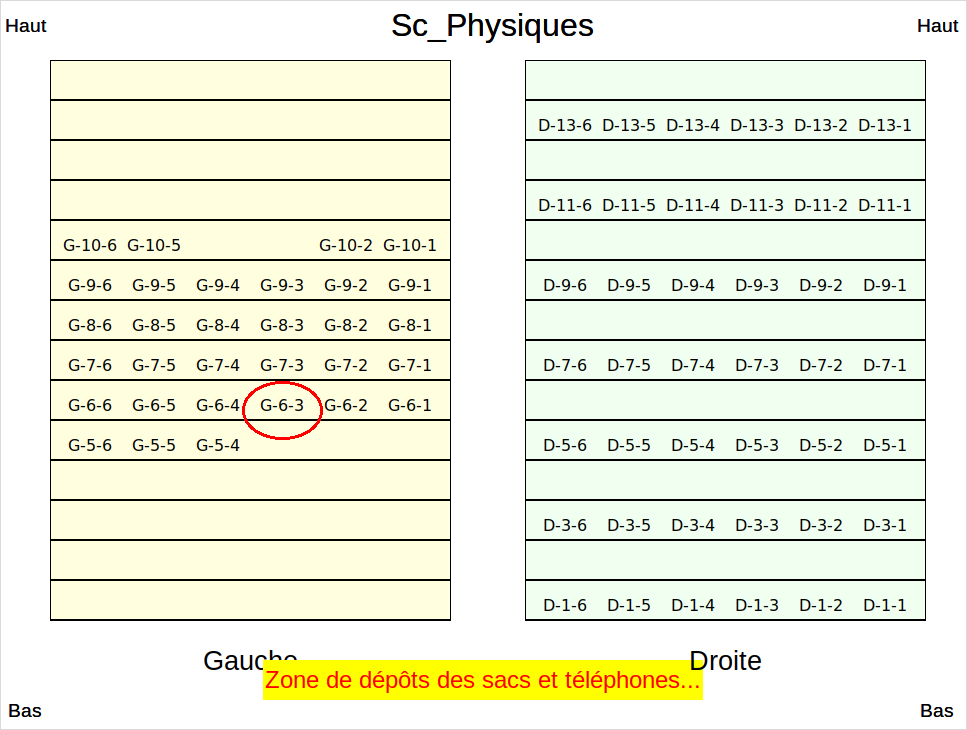 Haut Sc_Physiques Haut
D-13-6 D-13-5 D-13-4 D-13-3 D-13-2 D-13-1
D-11-6 D-11-5 D-11-4 D-11-3 D-11-2 D-11-1
G-10-6 G-10-5 G-10-2 G-10-1
G-9-6 G-9-5 G-9-4 G-9-3 G-9-2 G-9-1 D-9-6 D-9-5 D-9-4 D-9-3 D-9-2 D-9-1
G-8-6 G-8-5 G-8-4 G-8-3 G-8-2 G-8-1
G-7-6 G-7-5 G-7-4 G-7-3 G-7-2 G-7-1 D-7-6 D-7-5 D-7-4 D-7-3 D-7-2 D-7-1
G-6-6 G-6-5 G-6-4 G-6-3 G-6-2 G-6-1
G-5-6 G-5-5 G-5-4 D-5-6 D-5-5 D-5-4 D-5-3 D-5-2 D-5-1
D-3-6 D-3-5 D-3-4 D-3-3 D-3-2 D-3-1
D-1-6 D-1-5 D-1-4 D-1-3 D-1-2 D-1-1
Gauche Droite
Zone de dépôts des sacs et téléphones...
Bas Bas